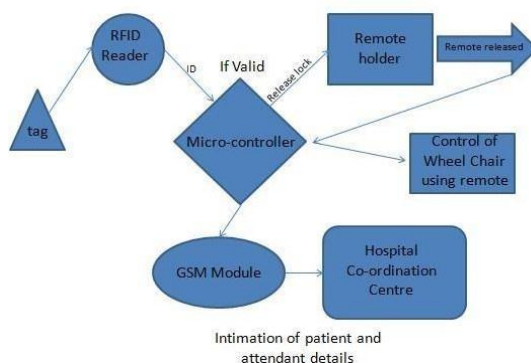 RFID
Reader
tag
ID
If Valid
Release lock
Remote
holder
Remote released
Micro-controller
Control of
Wheel Chair
using remote
GSM Module
Hospital
Co-ordination
Centre
Intimation of patient and
attendant details